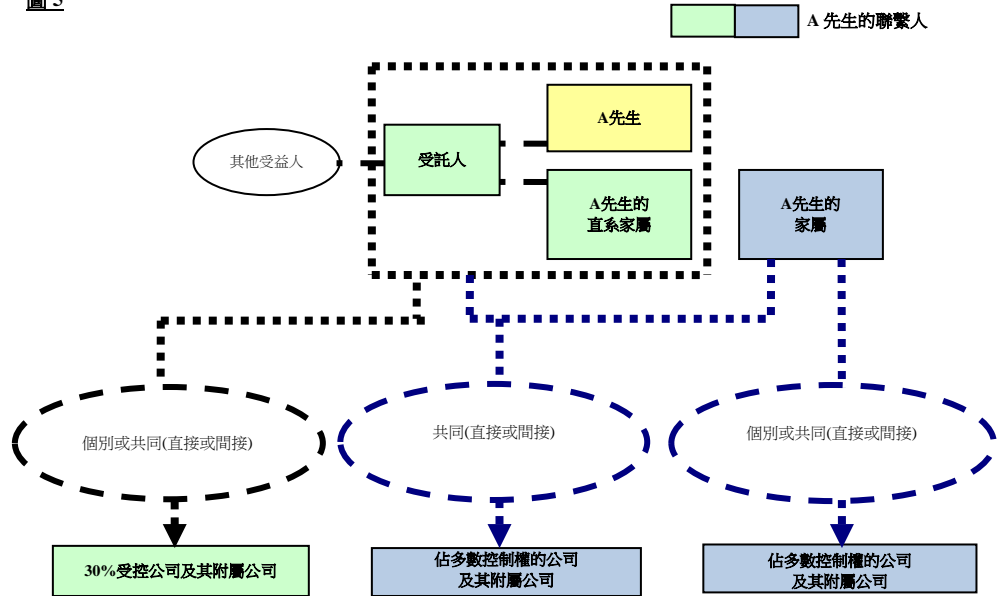 圖 5
A 先生的聯繫人
A先生
其他受益人
受託人
A先生的
直系家屬
A先生的
家屬
個別或共同(直接或間接)
共同(直接或間接)
個別或共同(直接或間接)
30%受控公司及其附屬公司
佔多數控制權的公司
及其附屬公司
佔多數控制權的公司
及其附屬公司